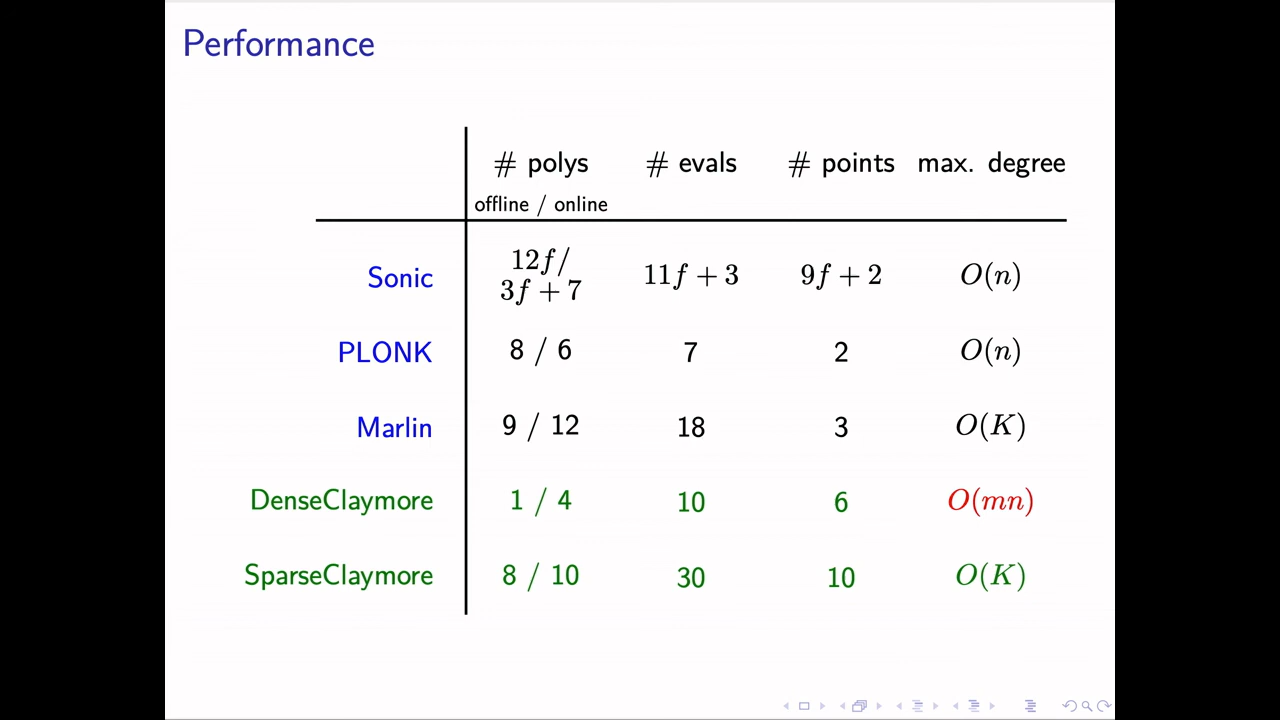 Performance
# polys # evals # points max. degree
offline / online
Sonic 12f/ 3f + 7 11f + 3 9f + 2 O(n)
PLONK 8 / 6 7 2 O(n)
Marlin 9 / 12 18 3 O(K)
DenseClaymore 1 / 4 10 6 O(mn)
SparseClaymore 8 / 10 30 10 O(K)